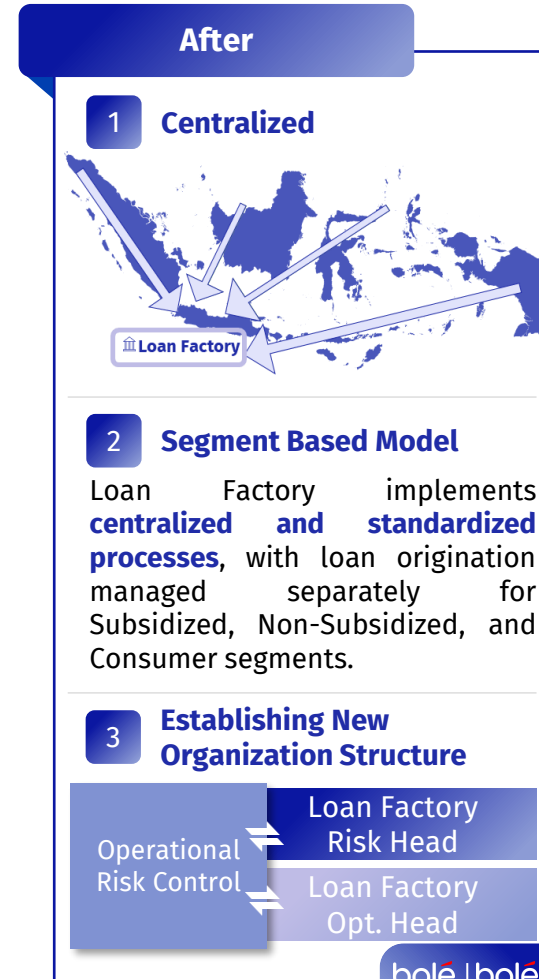 After
1
Centralized
Loan Factory
2
Segment Based Model
Loan Factory implements
centralized and standardized
processes, with loan origination
managed separately for
Subsidized, Non-Subsidized, and
Consumer segments.
3
Establishing New
Organization Structure
Operational
Risk Control
Loan Factory
Risk Head
Loan Factory
Opt. Head
balé | balé